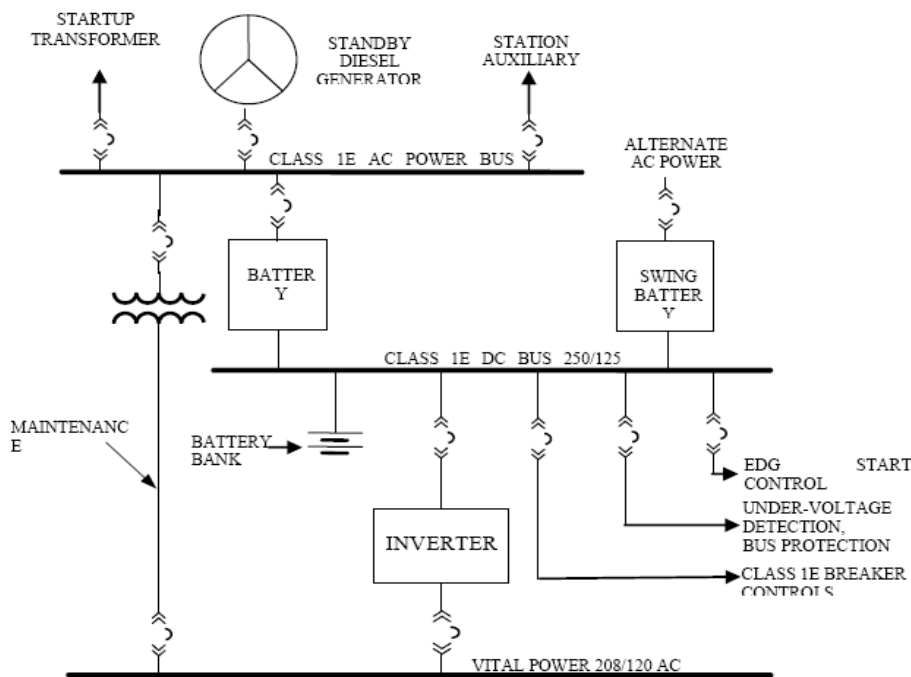 STARTUP
TRANSFORMER
STANDBY
DIESEL
GENERATOR
STATION
AUXILIARY
CLASS 1E AC POWER BUS
ALTERNATE
AC POWER
BATTER
Y
SWING
BATTER
Y
CLASS 1E DC BUS 250/125
MAINTENANC
E
BATTERY
BANK
EDG START
CONTROL
UNDER-VOLTAGE
DETECTION,
BUS PROTECTION
INVERTER
CLASS 1E BREAKER
CONTROLS
VITAL POWER 208/120 AC